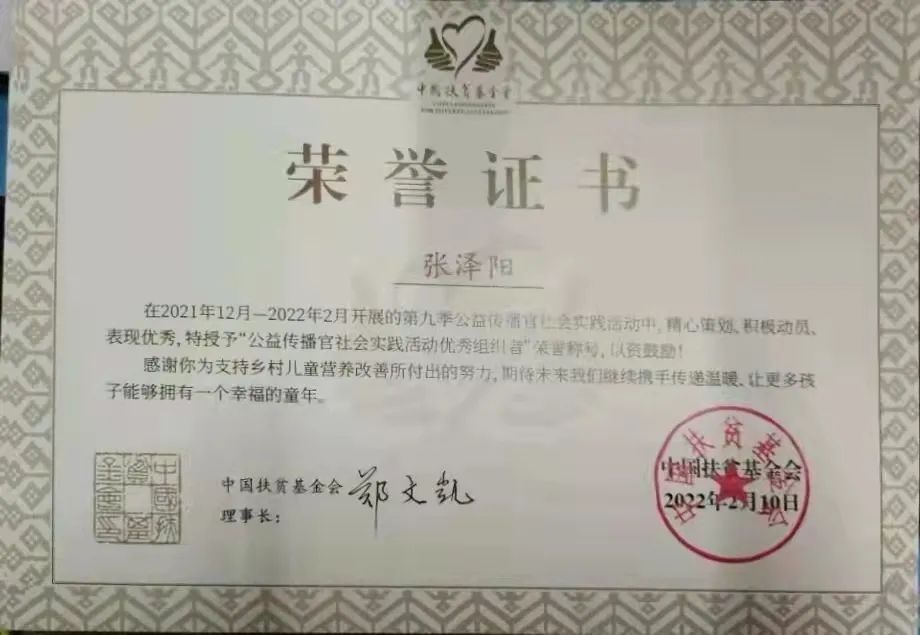 中国扶贫基金会
荣誉证书
张泽阳
在2021年12月—2022年2月开展的第九季公益传播官社会实践活动中,精心策划、积极动员、
表现优秀,特授予“公益传播官社会实践活动优秀组织者”荣誉称号,以资鼓励!
感谢你为支持乡村儿童营养改善所付出的努力,期待未来我们继续携手传递温暖、让更多孩
子能够拥有一个幸福的童年。
中国扶贫基金会
理事长:
郑文凯
中国扶贫基金会
2022年2月10日
中国扶贫基金会